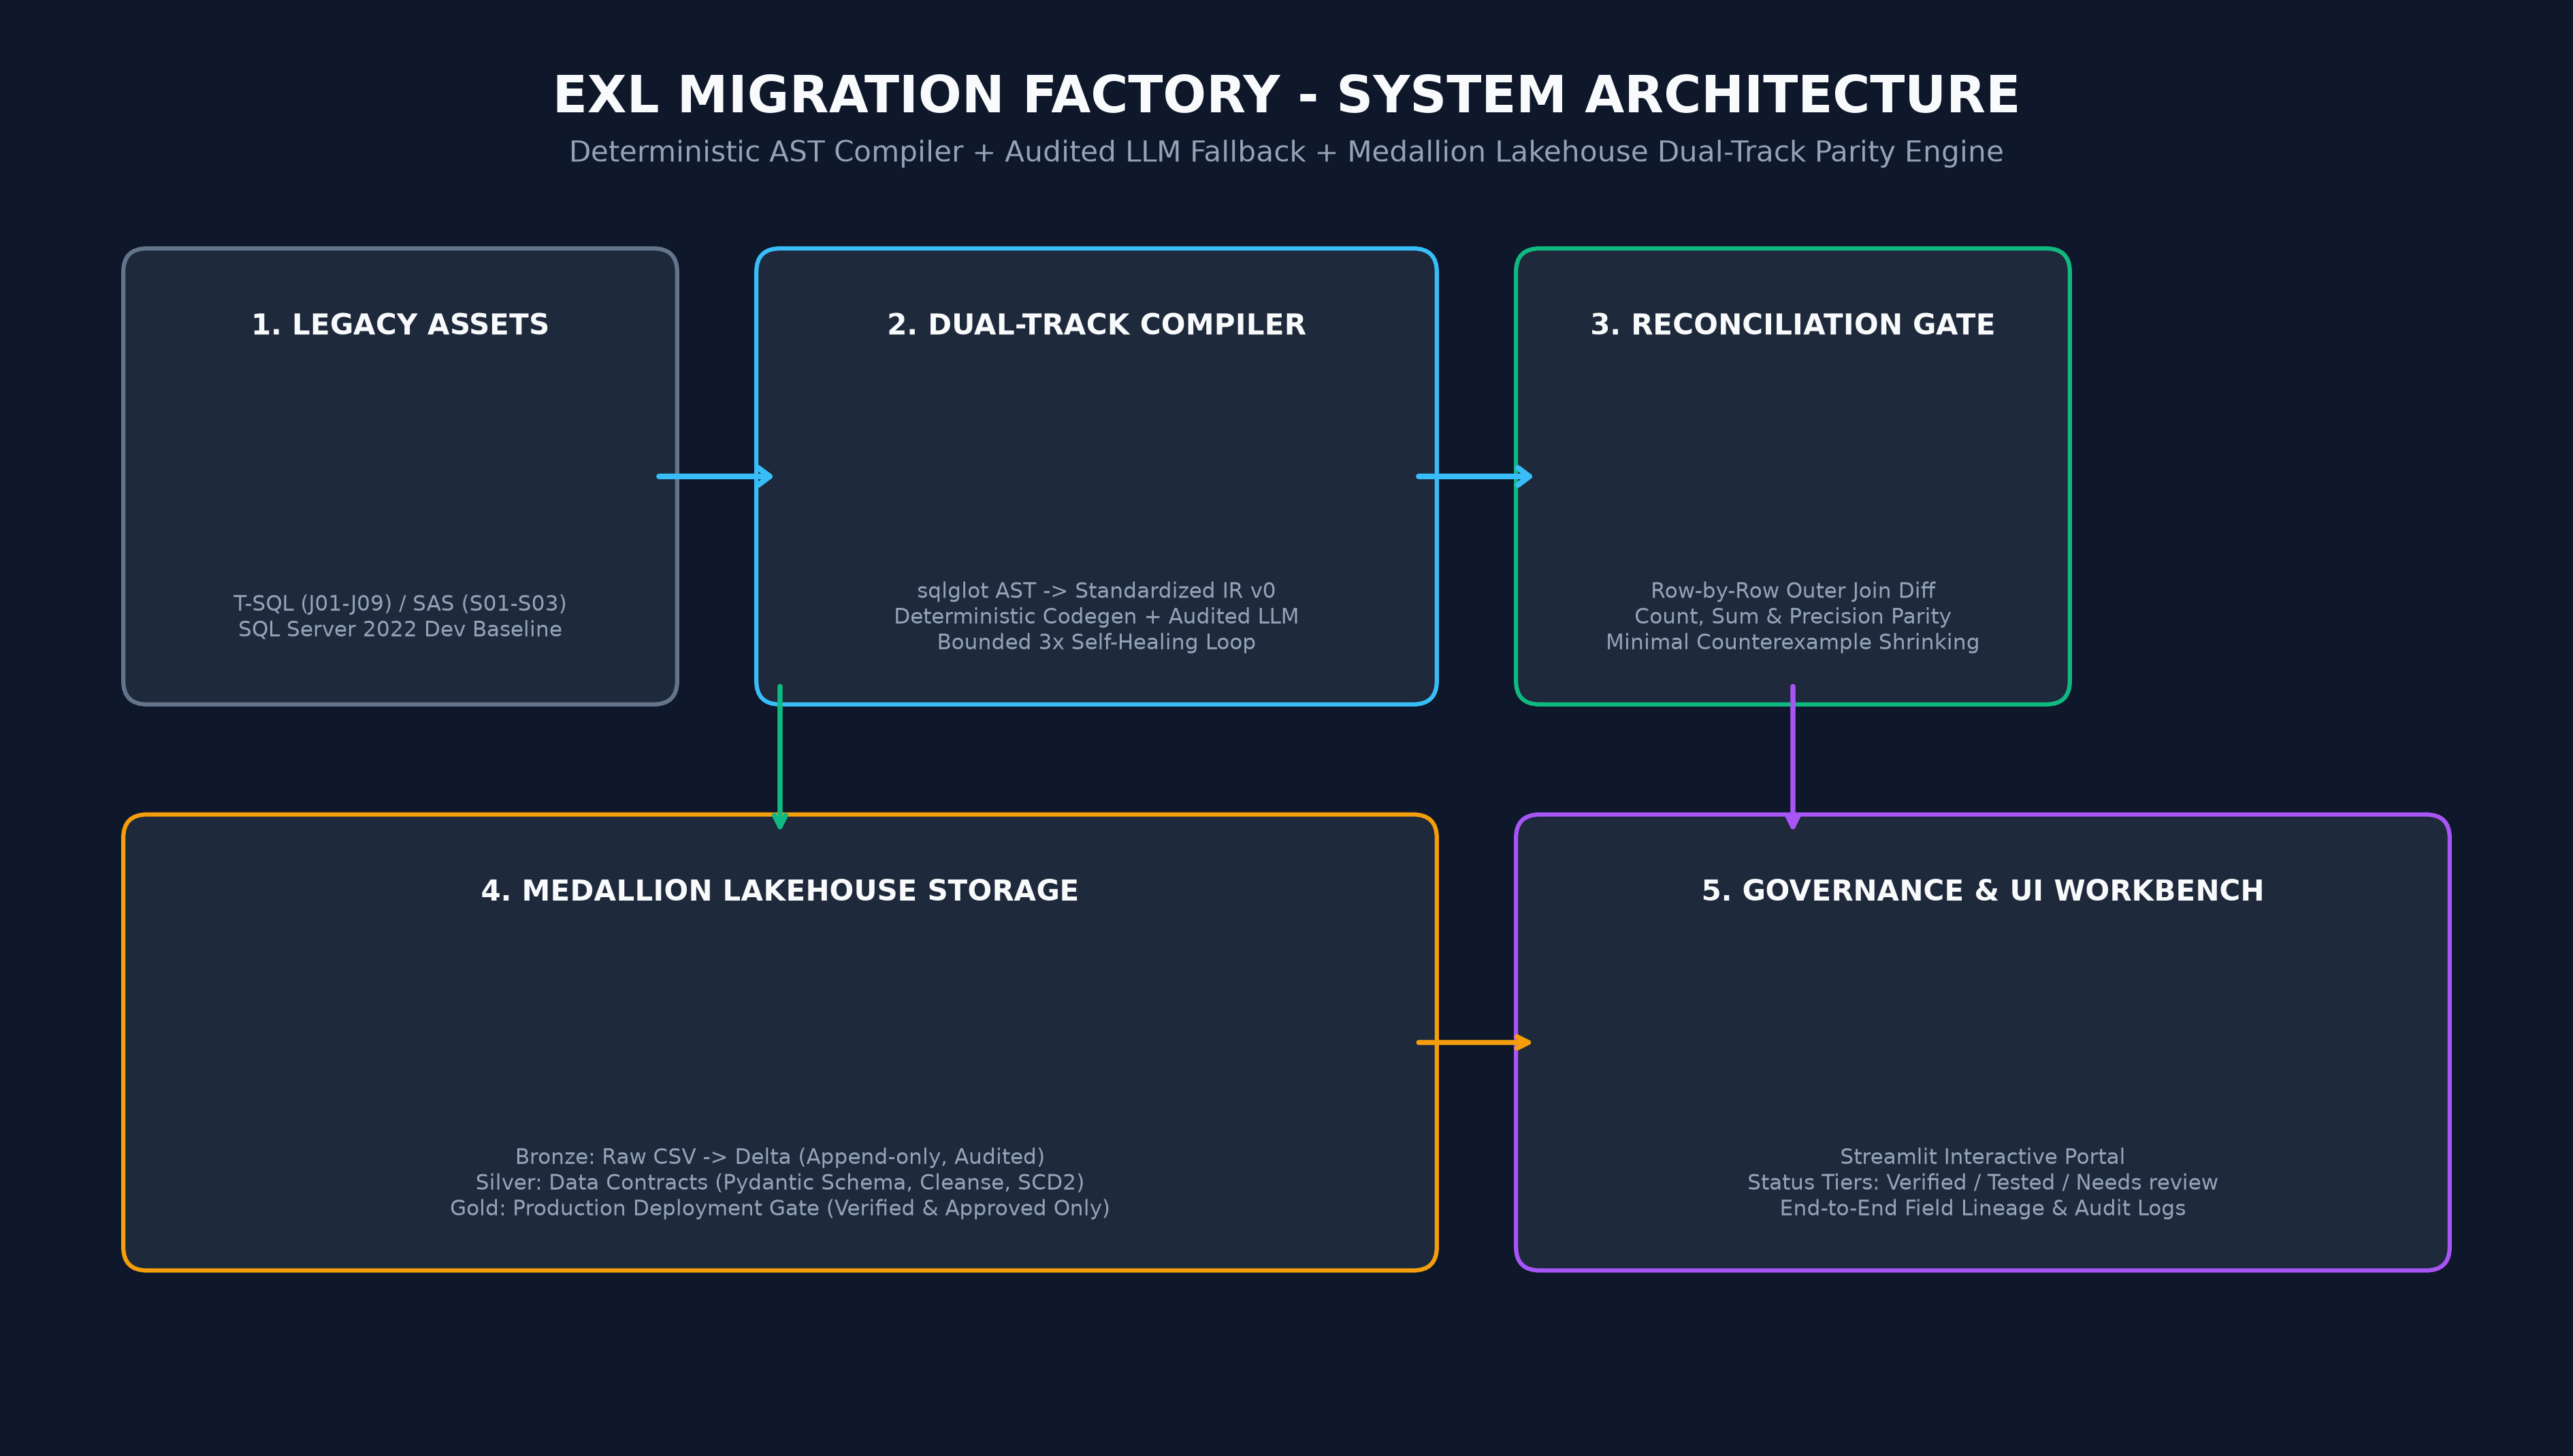 EXL MIGRATION FACTORY - SYSTEM ARCHITECTURE
Deterministic AST Compiler + Audited LLM Fallback + Medallion Lakehouse Dual-Track Parity Engine
1. LEGACY ASSETS
T-SQL (J01-J09) / SAS (S01-S03)
SQL Server 2022 Dev Baseline
2. DUAL-TRACK COMPILER
sqlglot AST -> Standardized IR v0
Deterministic Codegen + Audited LLM
Bounded 3x Self-Healing Loop
3. RECONCILIATION GATE
Row-by-Row Outer Join Diff
Count, Sum & Precision Parity
Minimal Counterexample Shrinking
4. MEDALLION LAKEHOUSE STORAGE
Bronze: Raw CSV -> Delta (Append-only, Audited)
Silver: Data Contracts (Pydantic Schema, Cleanse, SCD2)
Gold: Production Deployment Gate (Verified & Approved Only)
5. GOVERNANCE & UI WORKBENCH
Streamlit Interactive Portal
Status Tiers: Verified / Tested / Needs review
End-to-End Field Lineage & Audit Logs